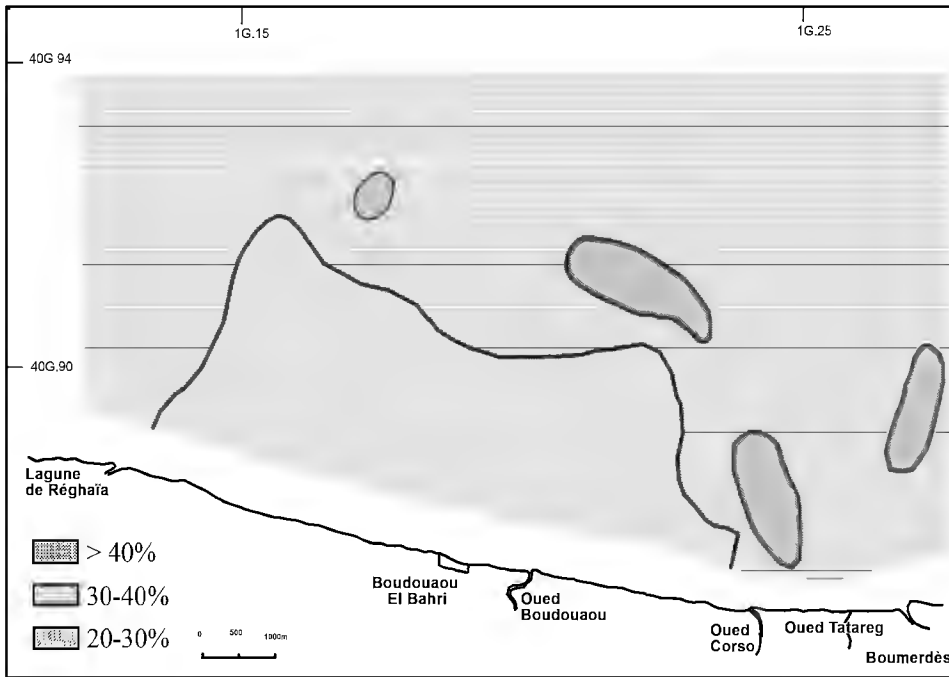 1G.15
1G.25
40G 94
40G,90
Lagune
de Réghaïa
> 40%
30-40%
20-30%
0 500 1000m
Boudouaou
El Bahri
Oued
Boudouaou
Oued
Corso
Oued Tatareg
Boumerdès